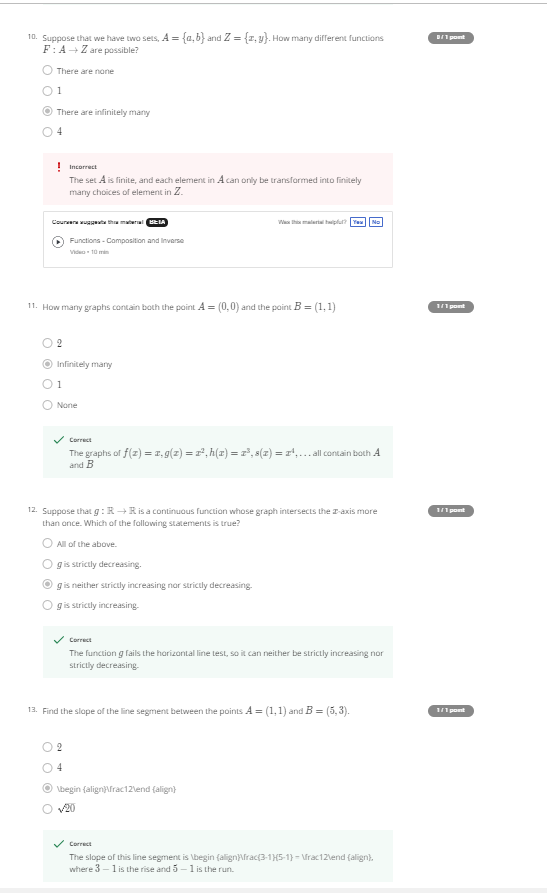 10. Suppose that we have two sets, A = {a, b} and Z = {x, y}. How many different functions
F : A → Z are possible?
0 / 1 point
There are none
1
There are infinitely many
4
! Incorrect
The set A is finite, and each element in A can only be transformed into finitely
many choices of element in Z.
Coursera suggests this material BETA
Was this material helpful? Yes No
Functions - Composition and Inverse
Video • 10 min
11. How many graphs contain both the point A = (0, 0) and the point B = (1, 1)
1 / 1 point
2
Infinitely many
1
None
Correct
The graphs of f(x) = x, g(x) = x², h(x) = x³, s(x) = x⁴, . . . all contain both A
and B
12. Suppose that g : ℝ → ℝ is a continuous function whose graph intersects the x-axis more
than once. Which of the following statements is true?
1 / 1 point
All of the above.
g is strictly decreasing.
g is neither strictly increasing nor strictly decreasing.
g is strictly increasing.
Correct
The function g fails the horizontal line test, so it can neither be strictly increasing nor
strictly decreasing.
13. Find the slope of the line segment between the points A = (1, 1) and B = (5, 3).
1 / 1 point
2
4
\begin {align}\frac12\end {align}
√20
Correct
The slope of this line segment is \begin {align}\frac{3-1}{5-1} = \frac12\end {align},
where 3 − 1 is the rise and 5 − 1 is the run.